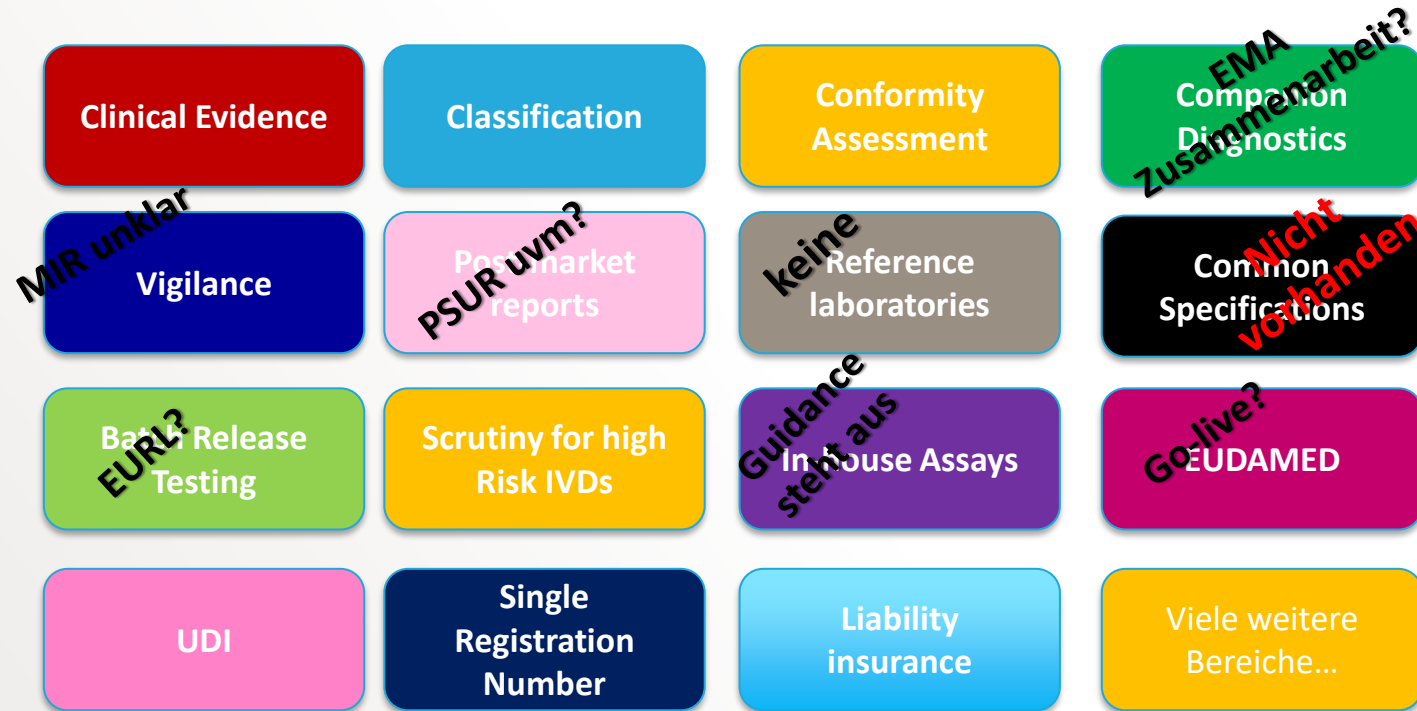 Clinical Evidence
Classification
Conformity
Assessment
Companion
Diagnostics
EMA
Zusammenarbeit?
Vigilance
MIR unklar
Post market
reports
PSUR uvm?
Reference
laboratories
keine
Common
Specifications
Nicht
vorhanden
Batch Release
Testing
EURL?
Scrutiny for high
Risk IVDs
In-house Assays
Guidance
steht aus
EUDAMED
Go-live?
UDI
Single
Registration
Number
Liability
insurance
Viele weitere
Bereiche…